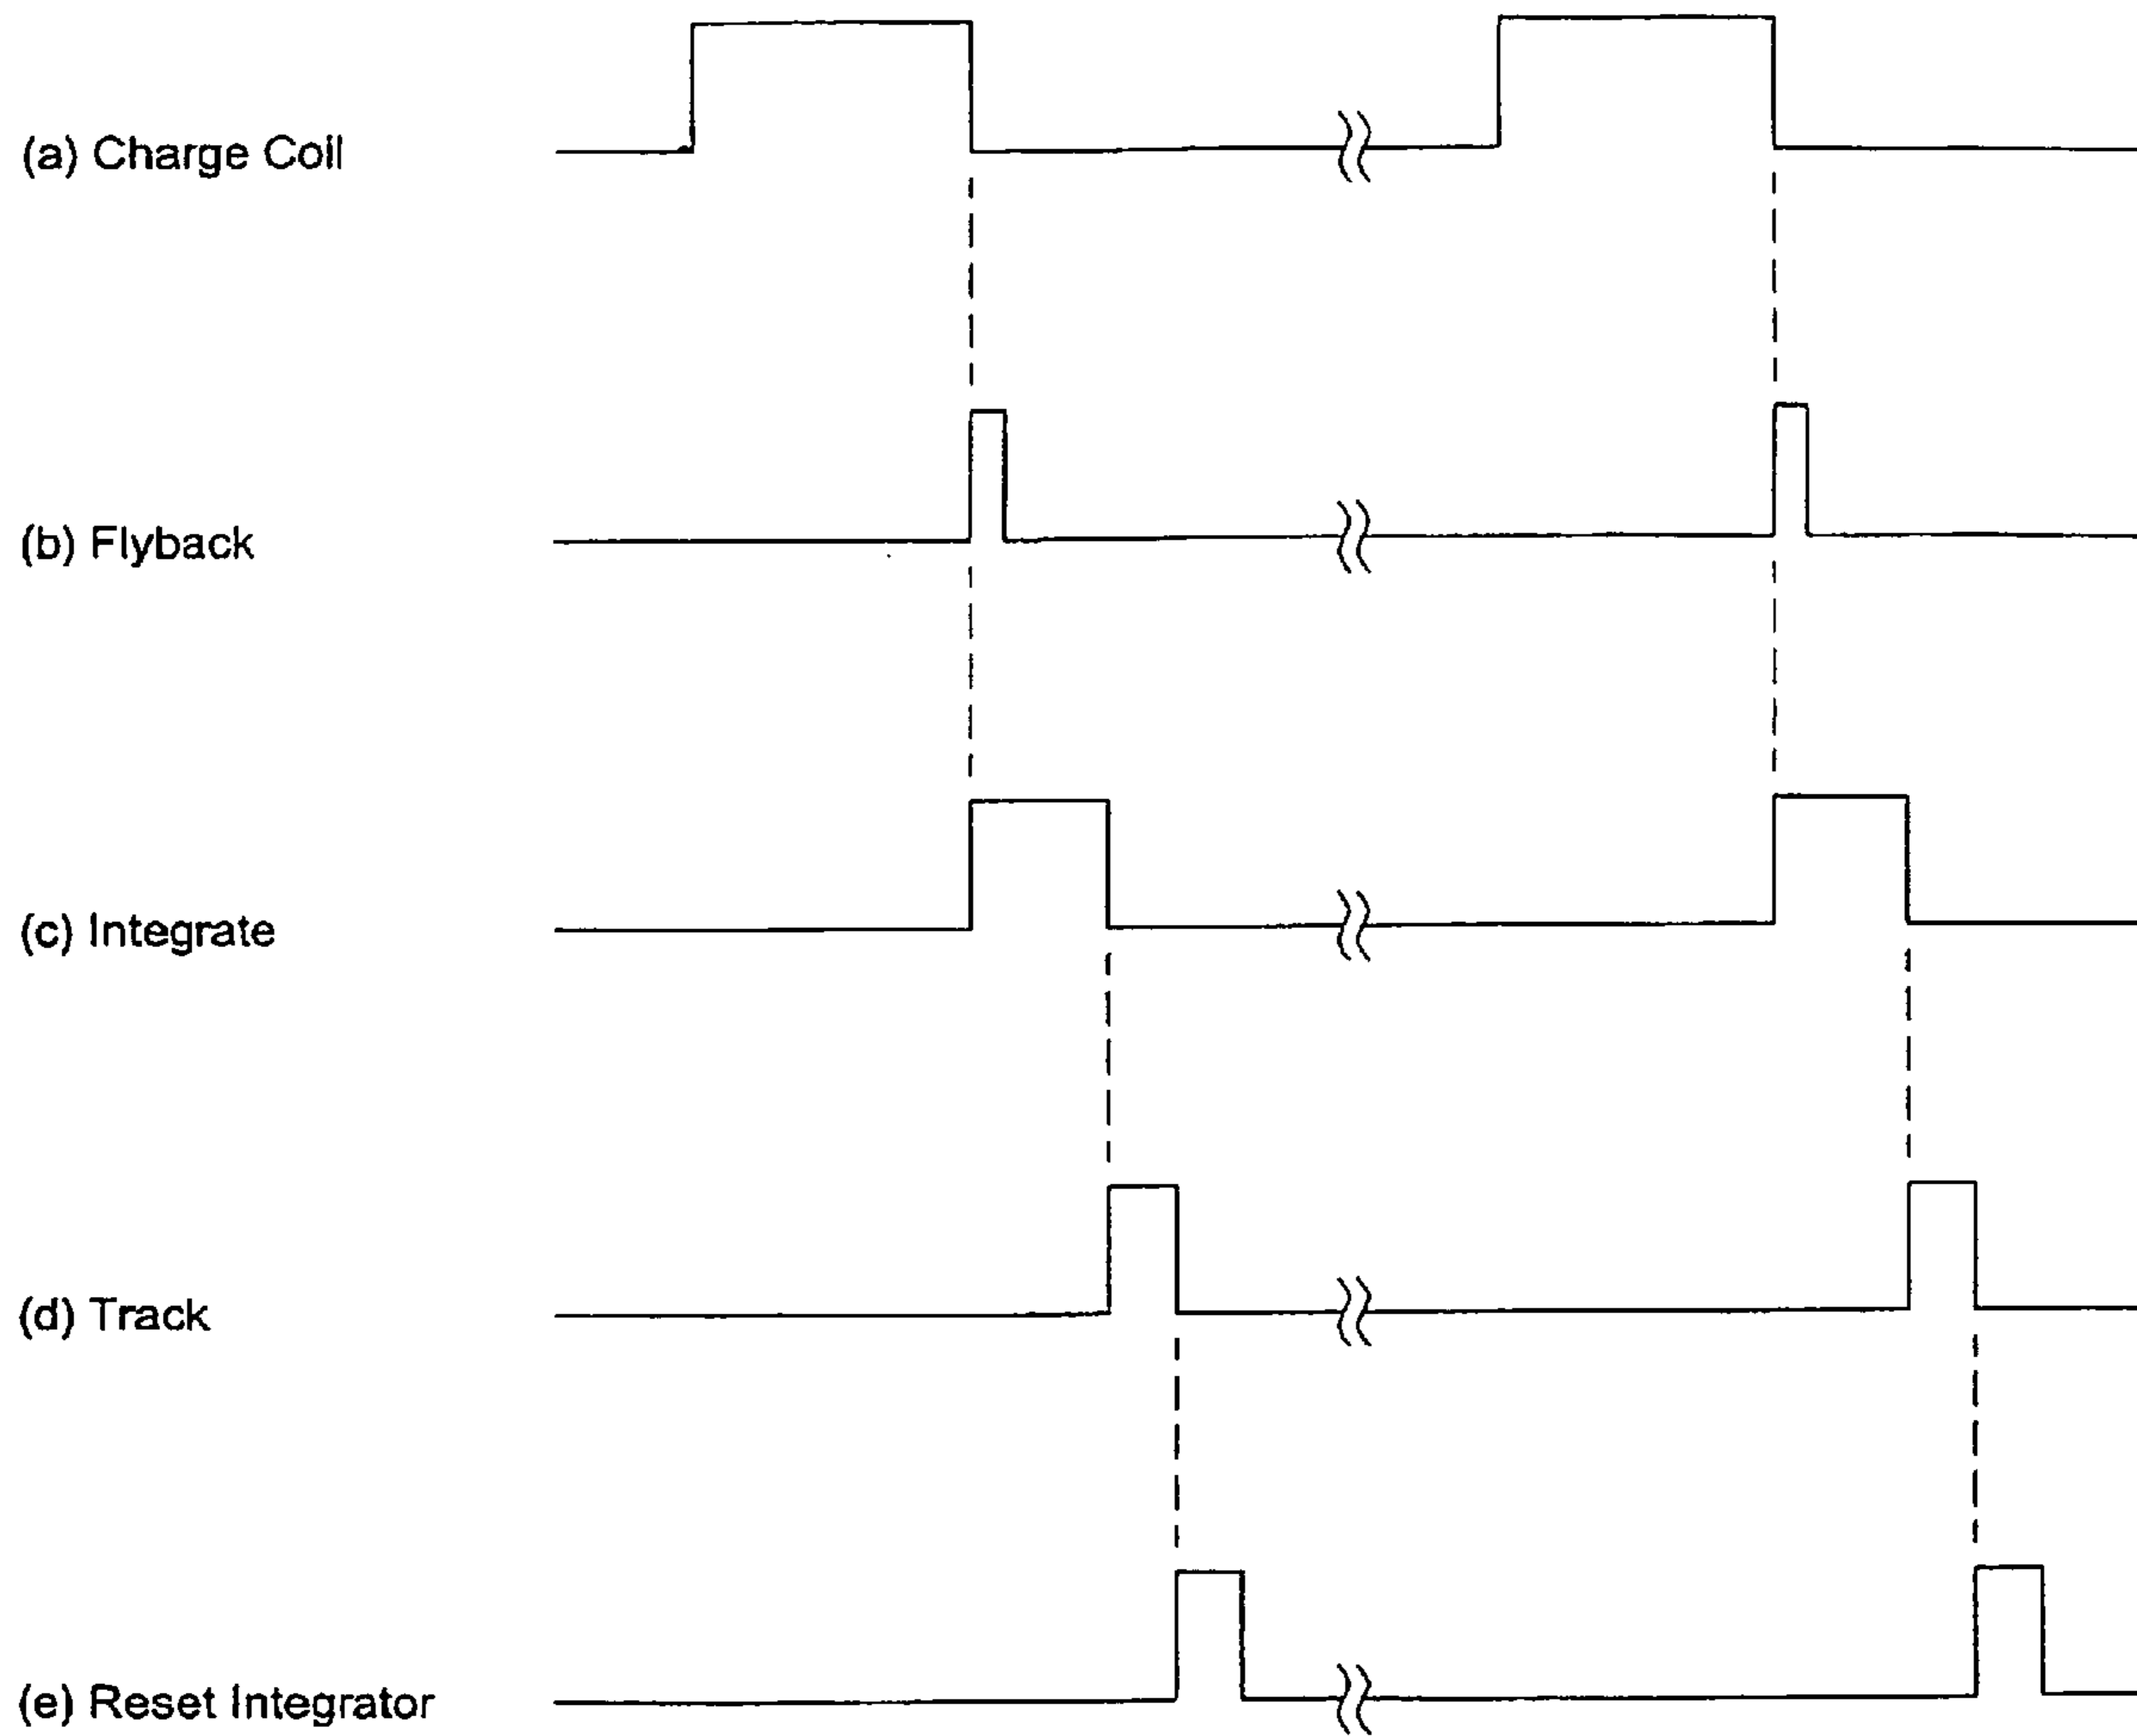 (a) Charge Coil
(b) Flyback
(c) Integrate
(d) Track
(e) Reset Integrator